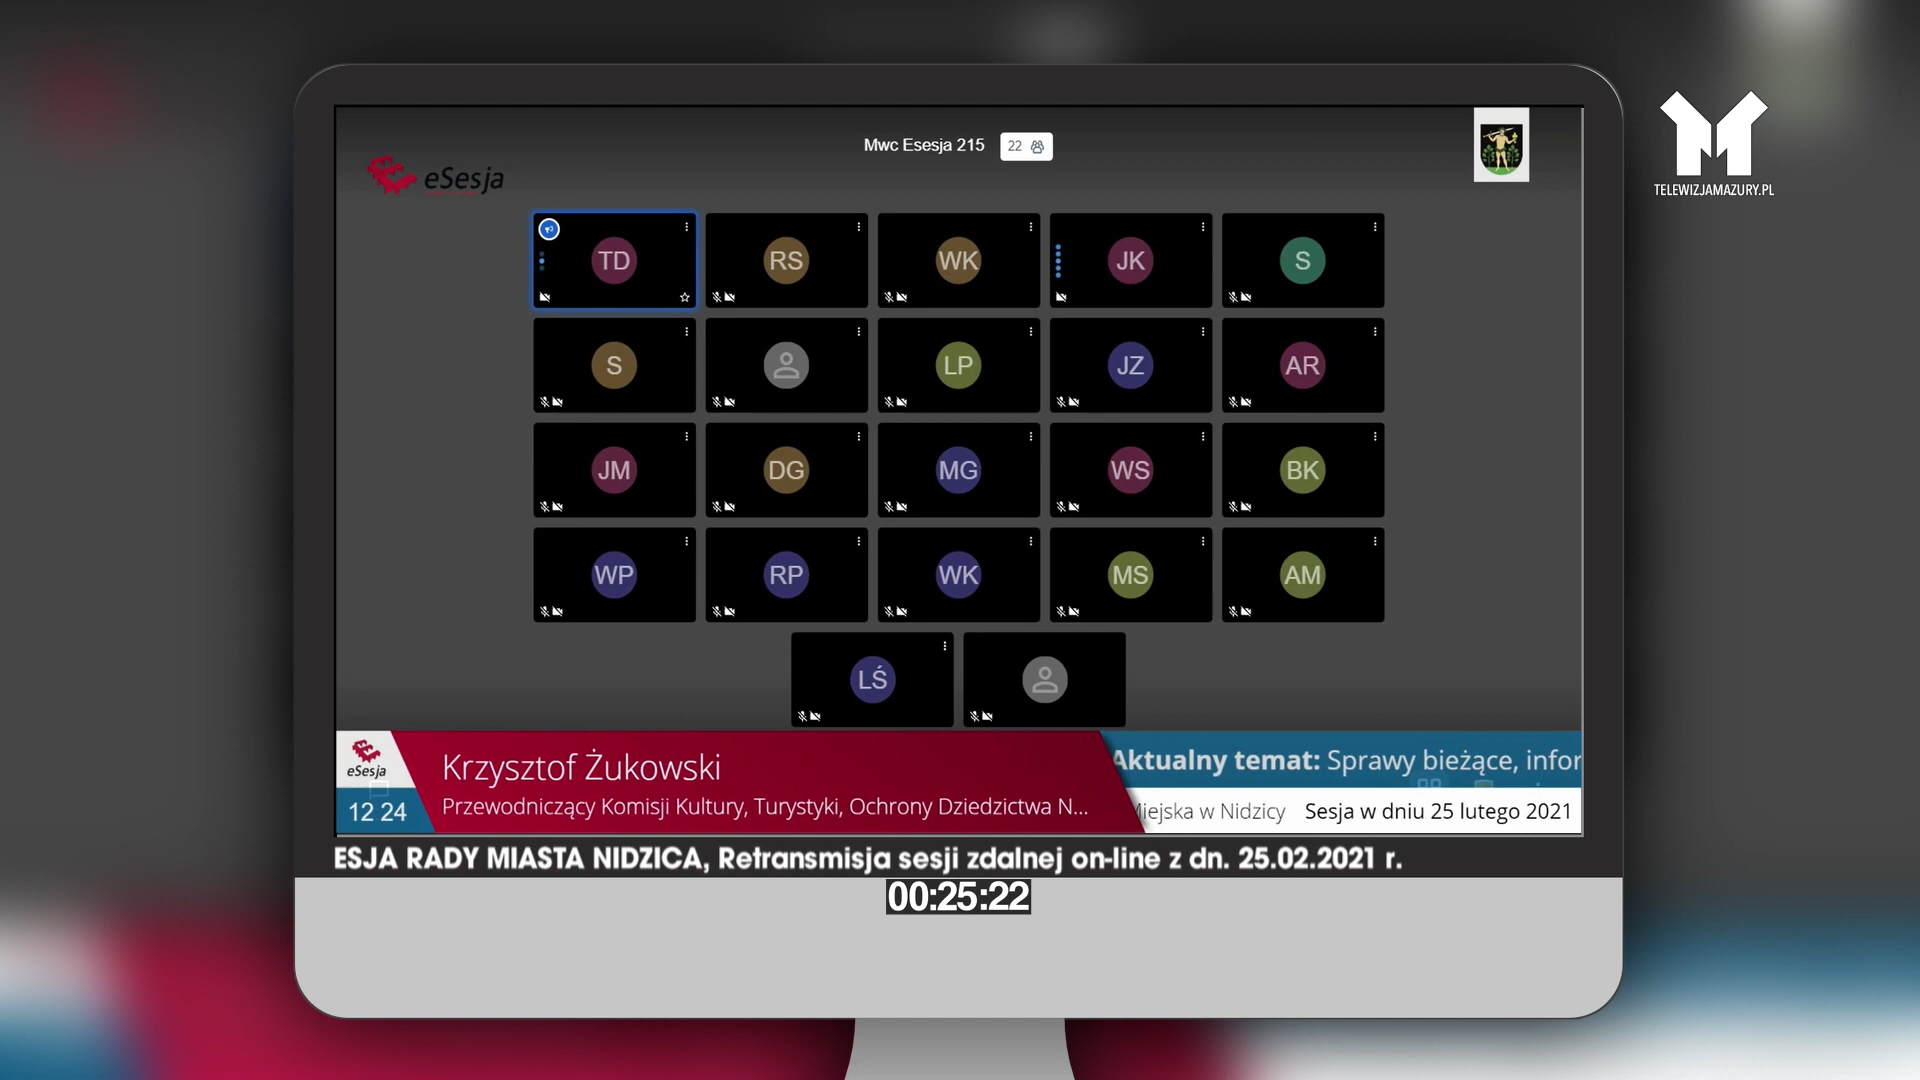 Mwc Esesja 215
22
eSesja
TELEWIZJAMAZURY.PL
TD
RS
WK
JK
S
S
LP
JZ
AR
JM
DG
MG
WS
BK
WP
RP
WK
MS
AM
LŚ
eSesja
12 24
Krzysztof Żukowski
Przewodniczący Komisji Kultury, Turystyki, Ochrony Dziedzictwa N...
Aktualny temat: Sprawy bieżące, infor
Miejska w Nidzicy Sesja w dniu 25 lutego 2021
ESJA RADY MIASTA NIDZICA, Retransmisja sesji zdalnej on-line z dn. 25.02.2021 r.
00:25:22